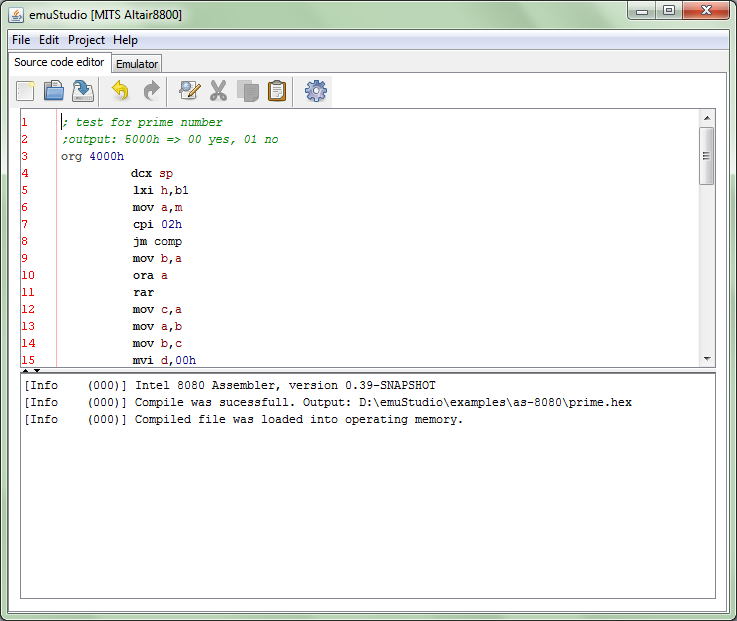 emuStudio [MITS Altair8800]
File Edit Project Help
Source code editor Emulator
1 ; test for prime number
2 ;output: 5000h => 00 yes, 01 no
3 org 4000h
4 dcx sp
5 lxi h,b1
6 mov a,m
7 cpi 02h
8 jm comp
9 mov b,a
10 ora a
11 rar
12 mov c,a
13 mov a,b
14 mov b,c
15 mvi d,00h
[Info (000)] Intel 8080 Assembler, version 0.39-SNAPSHOT
[Info (000)] Compile was sucessfull. Output: D:\emuStudio\examples\as-8080\prime.hex
[Info (000)] Compiled file was loaded into operating memory.